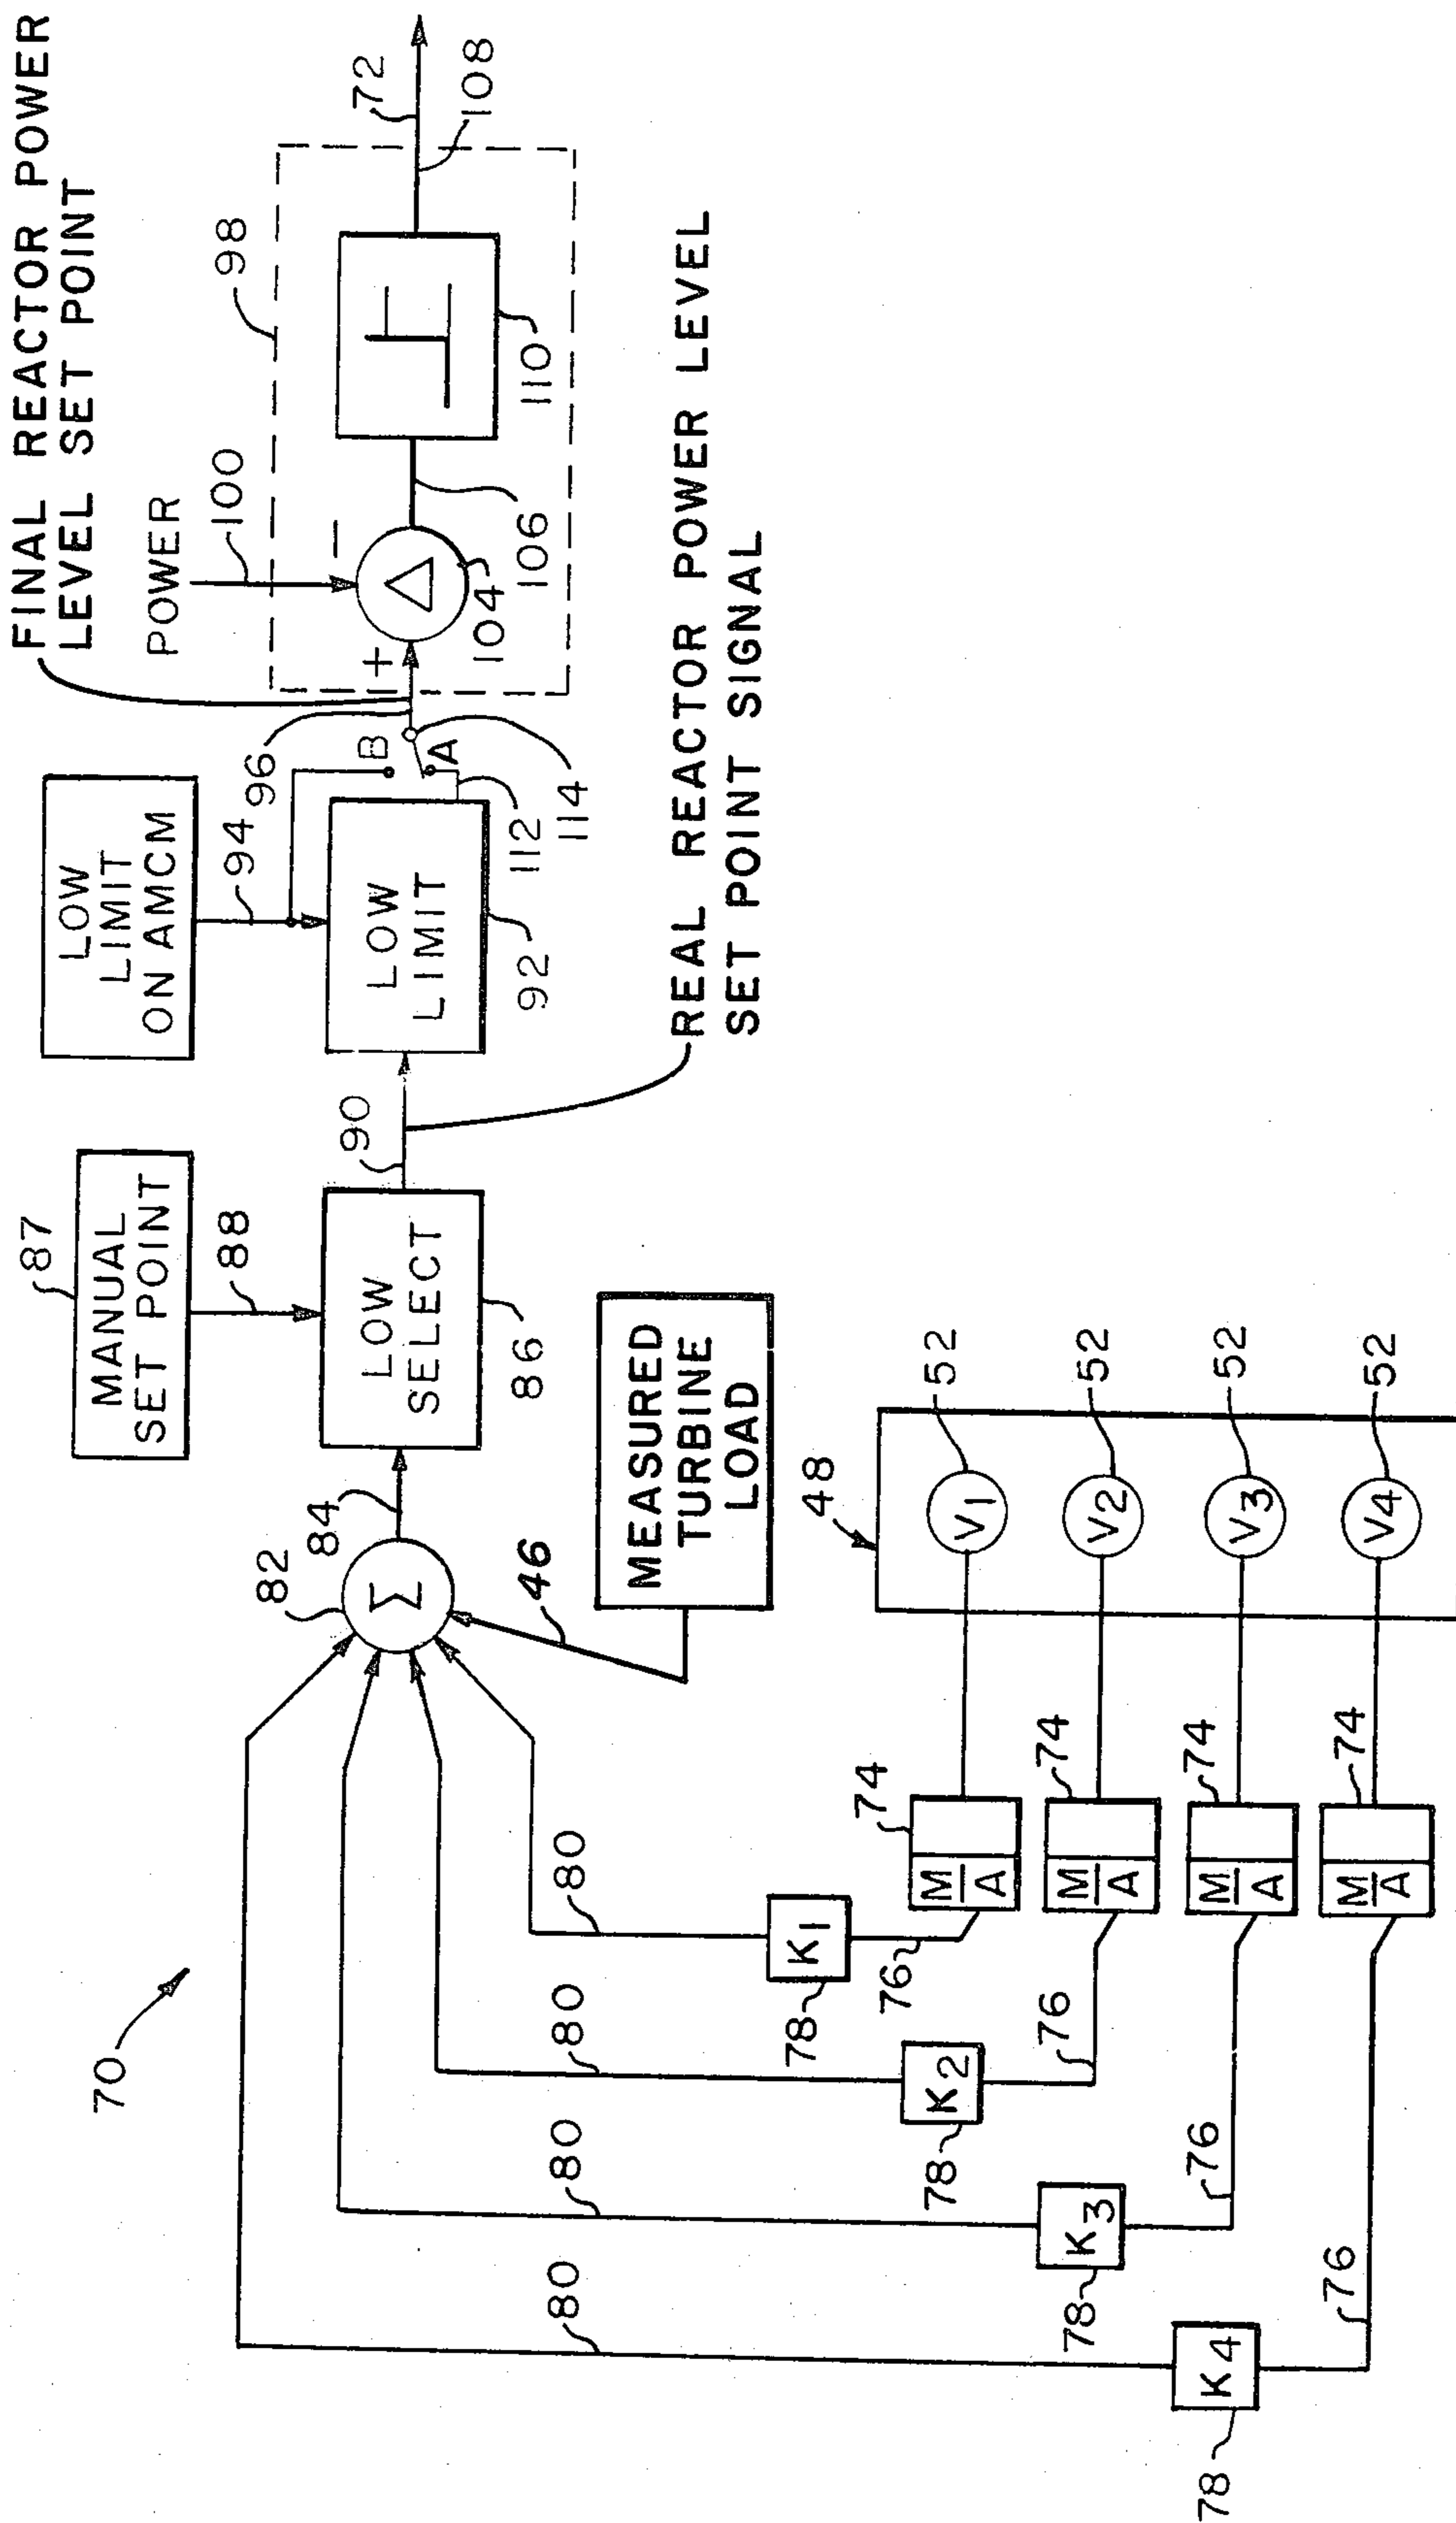 FINAL REACTOR POWER
LEVEL SET POINT
72
108
98
POWER
100
−
+
Δ
104
106
110
LOW
LIMIT
ON AMCM
94
96
B
A
112
114
LOW
LIMIT
92
REAL REACTOR POWER LEVEL
SET POINT SIGNAL
87
MANUAL
SET POINT
88
90
LOW
SELECT
86
84
82
Σ
46
MEASURED
TURBINE
LOAD
48
V1
52
V2
52
V3
52
V4
52
70
80
80
80
80
K1
78
76
K2
78
76
K3
78
76
K4
78
76
74
M
A
74
M
A
74
M
A
74
M
A